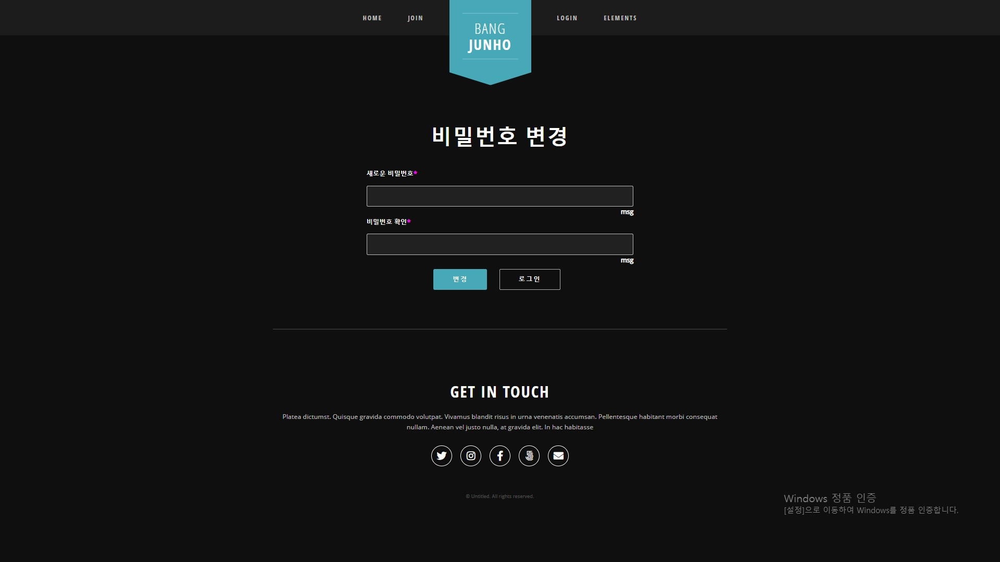 HOME
JOIN
BANG
JUNHO
LOGIN
ELEMENTS
비밀번호 변경
새로운 비밀번호*
msg
비밀번호 확인*
msg
변경
로그인
GET IN TOUCH
Platea dictumst. Quisque gravida commodo volutpat. Vivamus blandit risus in urna venenatis accumsan. Pellentesque habitant morbi consequat
nullam. Aenean vel justo nulla, at gravida elit. In hac habitasse
© Untitled. All rights reserved.
Windows 정품 인증
[설정]으로 이동하여 Windows를 정품 인증합니다.